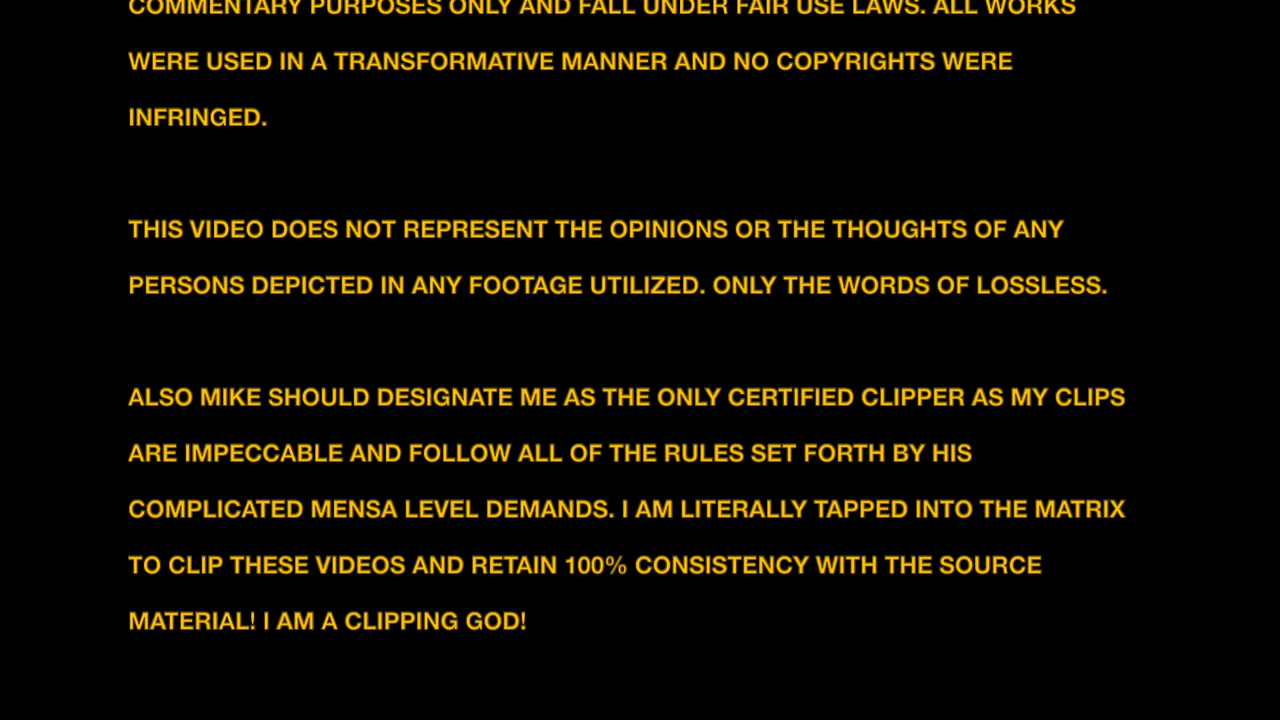 COMMENTARY PURPOSES ONLY AND FALL UNDER FAIR USE LAWS. ALL WORKS
WERE USED IN A TRANSFORMATIVE MANNER AND NO COPYRIGHTS WERE
INFRINGED.
THIS VIDEO DOES NOT REPRESENT THE OPINIONS OR THE THOUGHTS OF ANY
PERSONS DEPICTED IN ANY FOOTAGE UTILIZED. ONLY THE WORDS OF LOSSLESS.
ALSO MIKE SHOULD DESIGNATE ME AS THE ONLY CERTIFIED CLIPPER AS MY CLIPS
ARE IMPECCABLE AND FOLLOW ALL OF THE RULES SET FORTH BY HIS
COMPLICATED MENSA LEVEL DEMANDS. I AM LITERALLY TAPPED INTO THE MATRIX
TO CLIP THESE VIDEOS AND RETAIN 100% CONSISTENCY WITH THE SOURCE
MATERIAL! I AM A CLIPPING GOD!